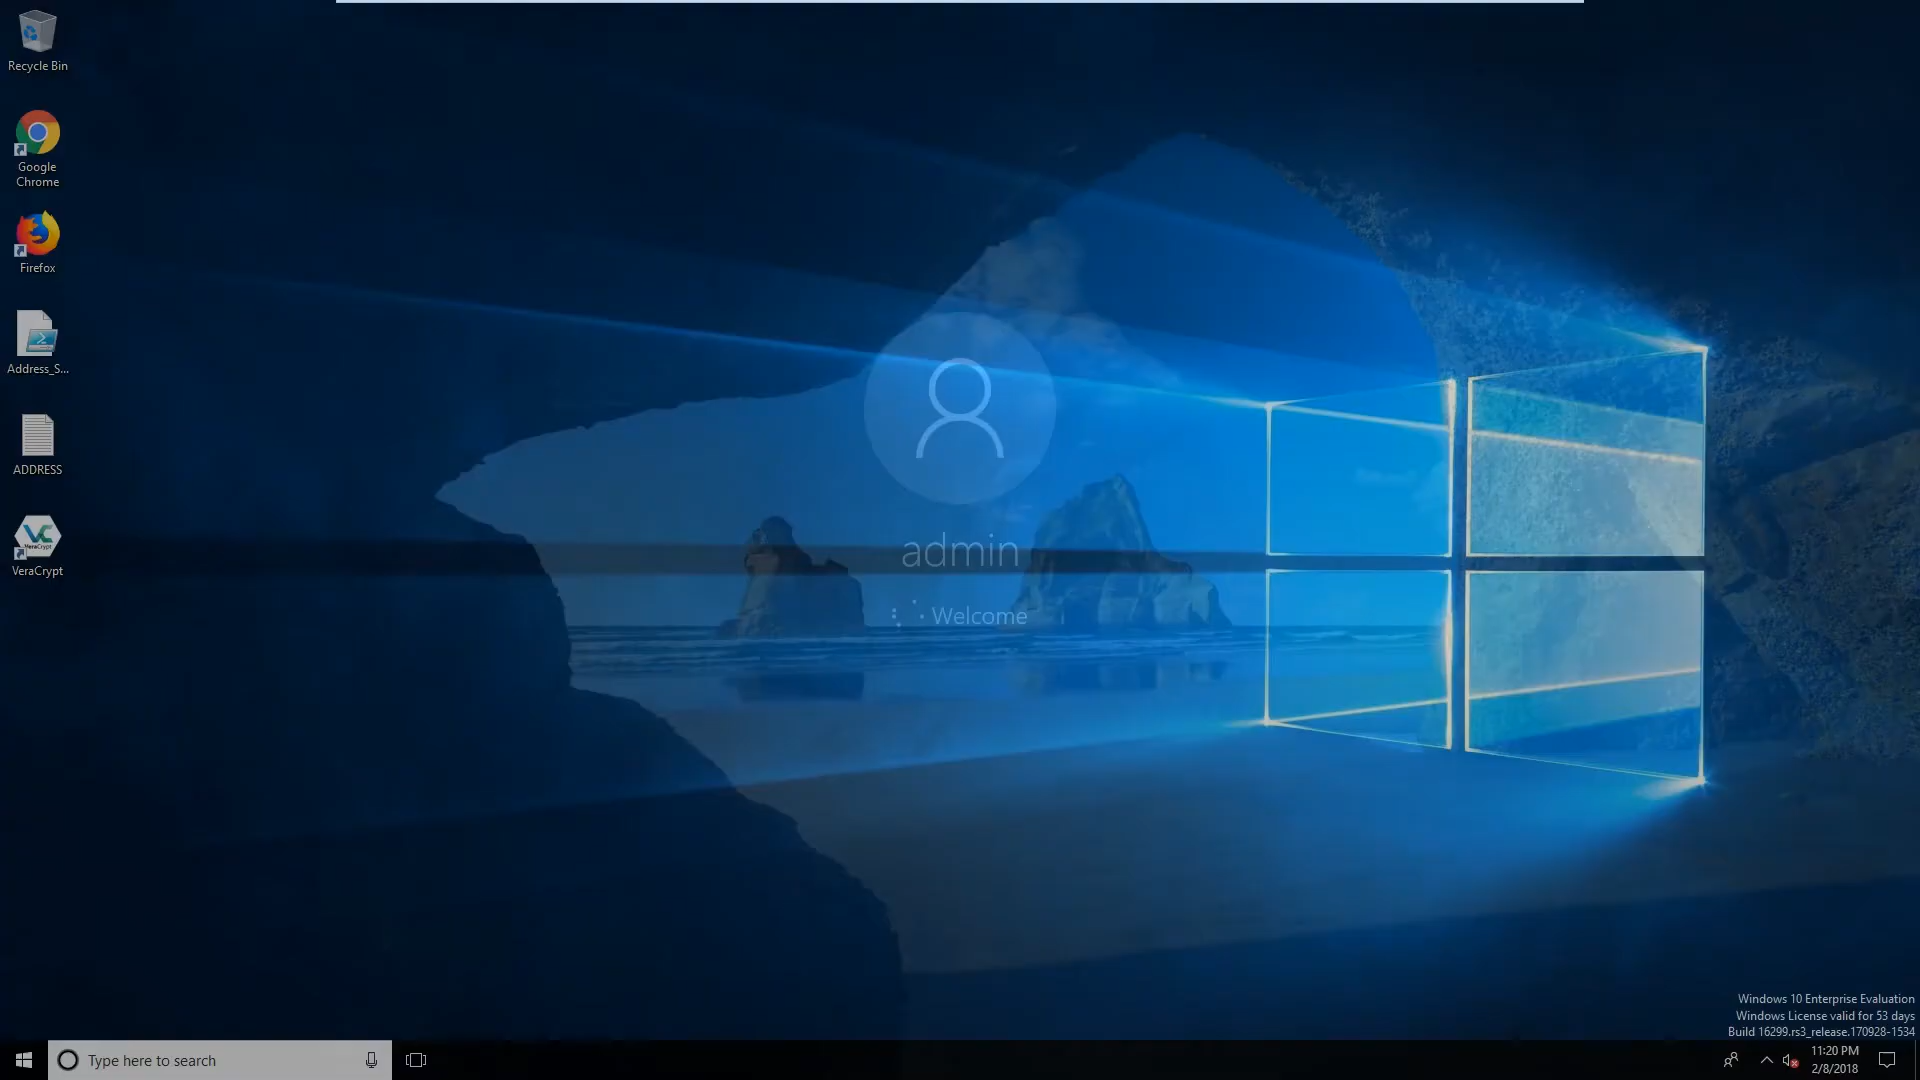 Recycle Bin
Google
Chrome
Firefox
Address_S...
ADDRESS
VeraCrypt
VeraCrypt
admin
Welcome
Windows 10 Enterprise Evaluation
Windows License valid for 53 days
Build 16299.rs3_release.170928-1534
Type here to search
11:20 PM
2/8/2018